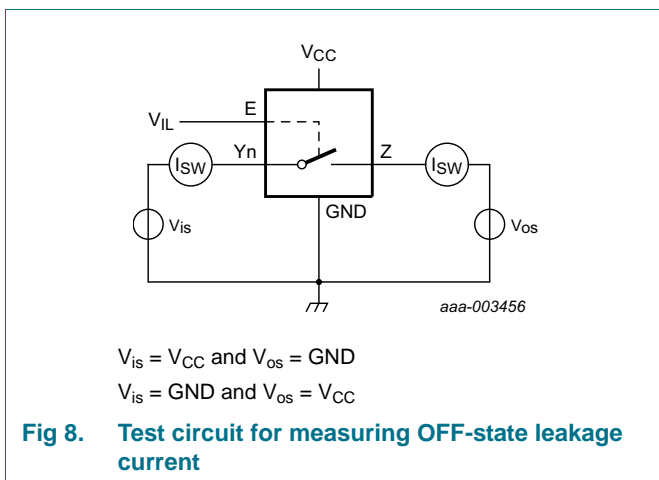 VCC
E
VIL
Yn
Z
ISW
ISW
GND
Vis
Vos
aaa-003456
Vis = VCC and Vos = GND
Vis = GND and Vos = VCC
Fig 8. Test circuit for measuring OFF-state leakage
current